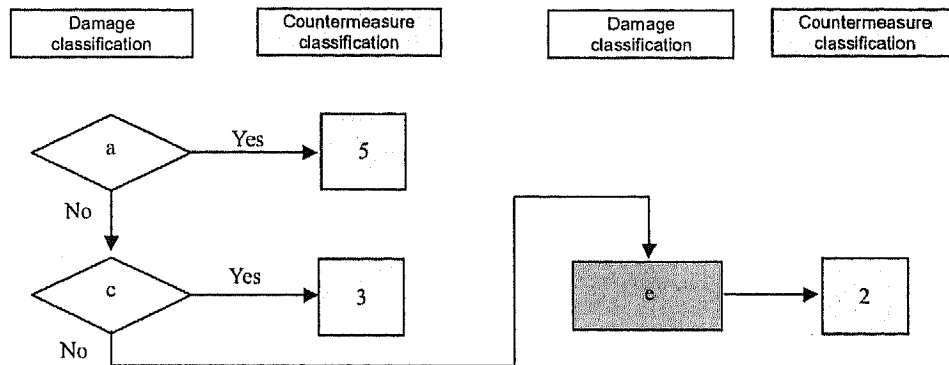 Damage
classification
Countermeasure
classification
Damage
classification
Countermeasure
classification
a
Yes
5
No
c
Yes
3
e
2
No